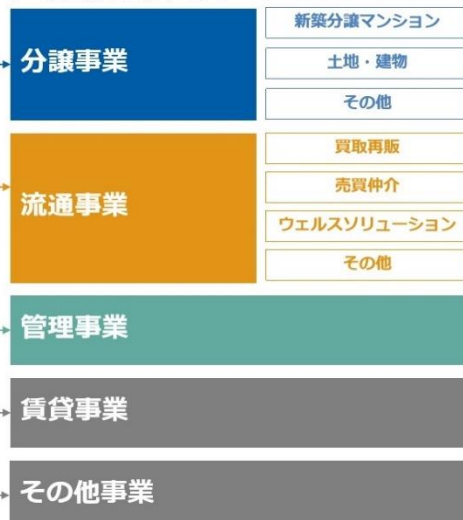 分譲事業
新築分譲マンション
土地・建物
その他
流通事業
買取再販
売買仲介
ウェルスソリューション
その他
管理事業
賃貸事業
その他事業